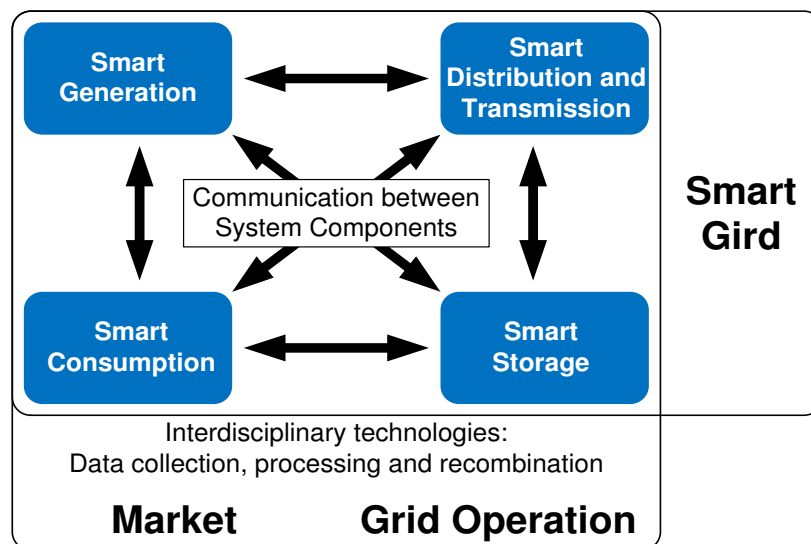 Smart
Generation
Smart
Distribution and
Transmission
Communication between
System Components
Smart
Gird
Smart
Consumption
Smart
Storage
Interdisciplinary technologies:
Data collection, processing and recombination
Market
Grid Operation